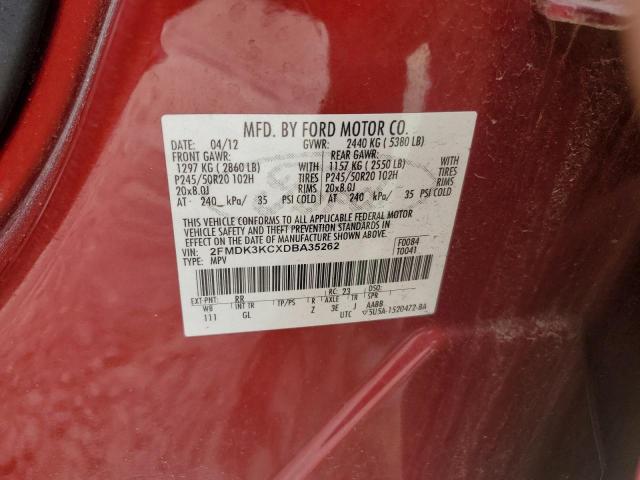 MFD. BY FORD MOTOR CO.
DATE: 04/12 GVWR: 2440 KG ( 5380 LB)
FRONT GAWR: REAR GAWR:
1297 KG ( 2860 LB) WITH 1157 KG ( 2550 LB) WITH
P245/50R20 102H TIRES P245/50R20 102H TIRES
20x8.0J RIMS 20x8.0J RIMS
AT 240 kPa/ 35 PSI COLD AT 240 kPa/ 35 PSI COLD
THIS VEHICLE CONFORMS TO ALL APPLICABLE FEDERAL MOTOR
VEHICLE SAFETY AND THEFT PREVENTION STANDARDS IN
EFFECT ON THE DATE OF MANUFACTURE SHOWN ABOVE.
VIN: 2FMDK3KCXDBA35262 F0084
TYPE: MPV T0041
EXT PNT: RR RC: 23 DSO:
WB INT TR TP/PS R AXLE TR SPR
111 GL Z 3E J AABB
UTC 5U5A-1520472-BA